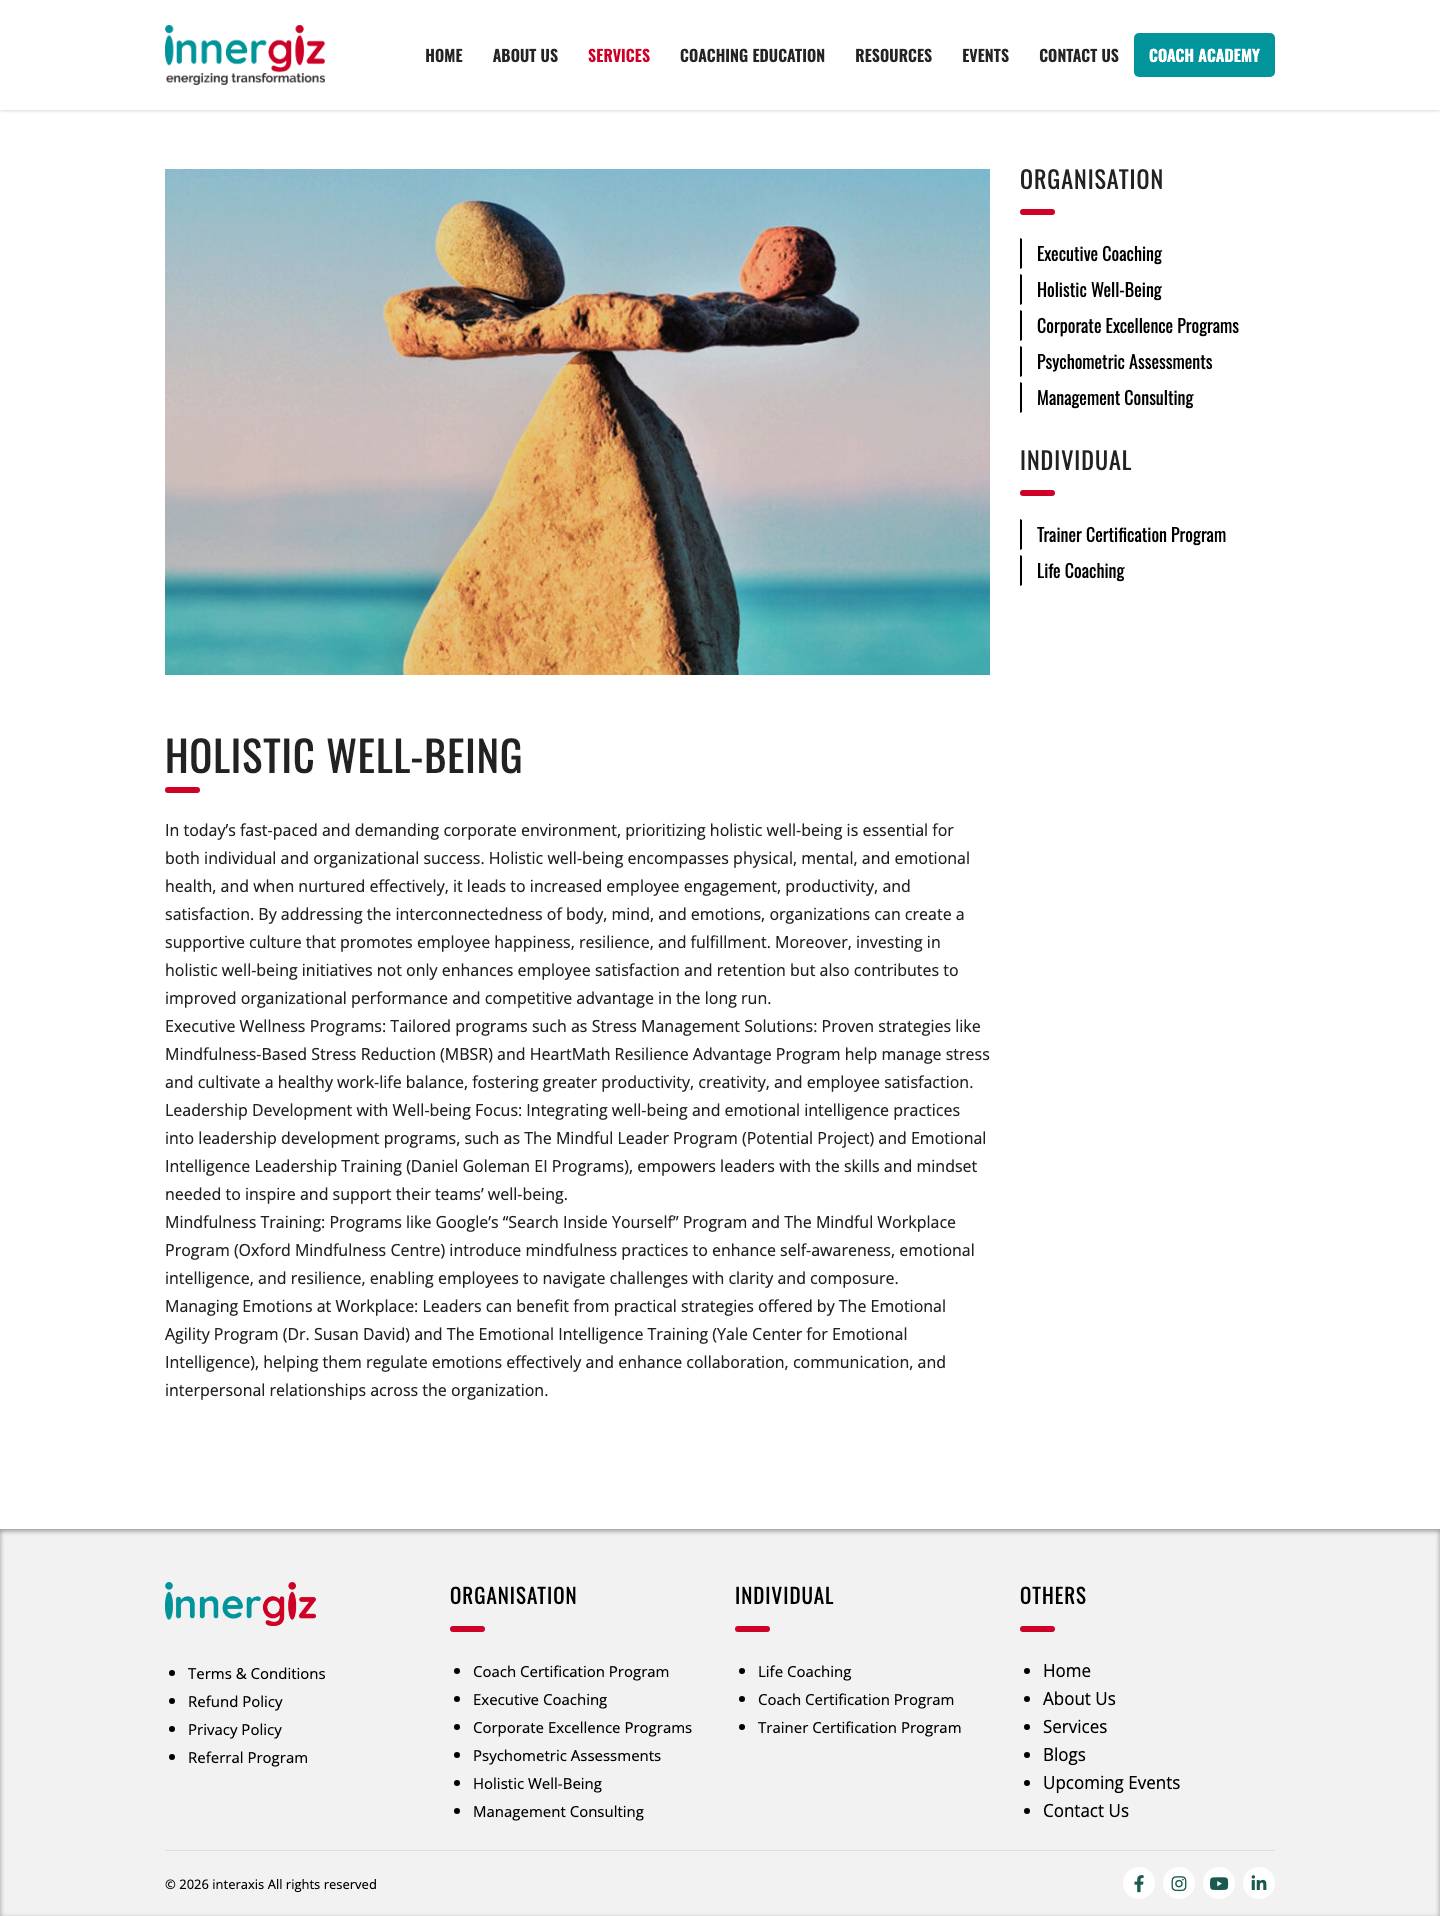 innergiz
energizing transformations
HOME ABOUT US SERVICES COACHING EDUCATION RESOURCES EVENTS CONTACT US COACH ACADEMY
ORGANISATION
Executive Coaching
Holistic Well-Being
Corporate Excellence Programs
Psychometric Assessments
Management Consulting
INDIVIDUAL
Trainer Certification Program
Life Coaching
HOLISTIC WELL-BEING
In today’s fast-paced and demanding corporate environment, prioritizing holistic well-being is essential for
both individual and organizational success. Holistic well-being encompasses physical, mental, and emotional
health, and when nurtured effectively, it leads to increased employee engagement, productivity, and
satisfaction. By addressing the interconnectedness of body, mind, and emotions, organizations can create a
supportive culture that promotes employee happiness, resilience, and fulfillment. Moreover, investing in
holistic well-being initiatives not only enhances employee satisfaction and retention but also contributes to
improved organizational performance and competitive advantage in the long run.
Executive Wellness Programs: Tailored programs such as Stress Management Solutions: Proven strategies like
Mindfulness-Based Stress Reduction (MBSR) and HeartMath Resilience Advantage Program help manage stress
and cultivate a healthy work-life balance, fostering greater productivity, creativity, and employee satisfaction.
Leadership Development with Well-being Focus: Integrating well-being and emotional intelligence practices
into leadership development programs, such as The Mindful Leader Program (Potential Project) and Emotional
Intelligence Leadership Training (Daniel Goleman EI Programs), empowers leaders with the skills and mindset
needed to inspire and support their teams’ well-being.
Mindfulness Training: Programs like Google’s “Search Inside Yourself” Program and The Mindful Workplace
Program (Oxford Mindfulness Centre) introduce mindfulness practices to enhance self-awareness, emotional
intelligence, and resilience, enabling employees to navigate challenges with clarity and composure.
Managing Emotions at Workplace: Leaders can benefit from practical strategies offered by The Emotional
Agility Program (Dr. Susan David) and The Emotional Intelligence Training (Yale Center for Emotional
Intelligence), helping them regulate emotions effectively and enhance collaboration, communication, and
interpersonal relationships across the organization.
innergiz
Terms & Conditions
Refund Policy
Privacy Policy
Referral Program
ORGANISATION
Coach Certification Program
Executive Coaching
Corporate Excellence Programs
Psychometric Assessments
Holistic Well-Being
Management Consulting
INDIVIDUAL
Life Coaching
Coach Certification Program
Trainer Certification Program
OTHERS
Home
About Us
Services
Blogs
Upcoming Events
Contact Us
© 2026 interaxis All rights reserved